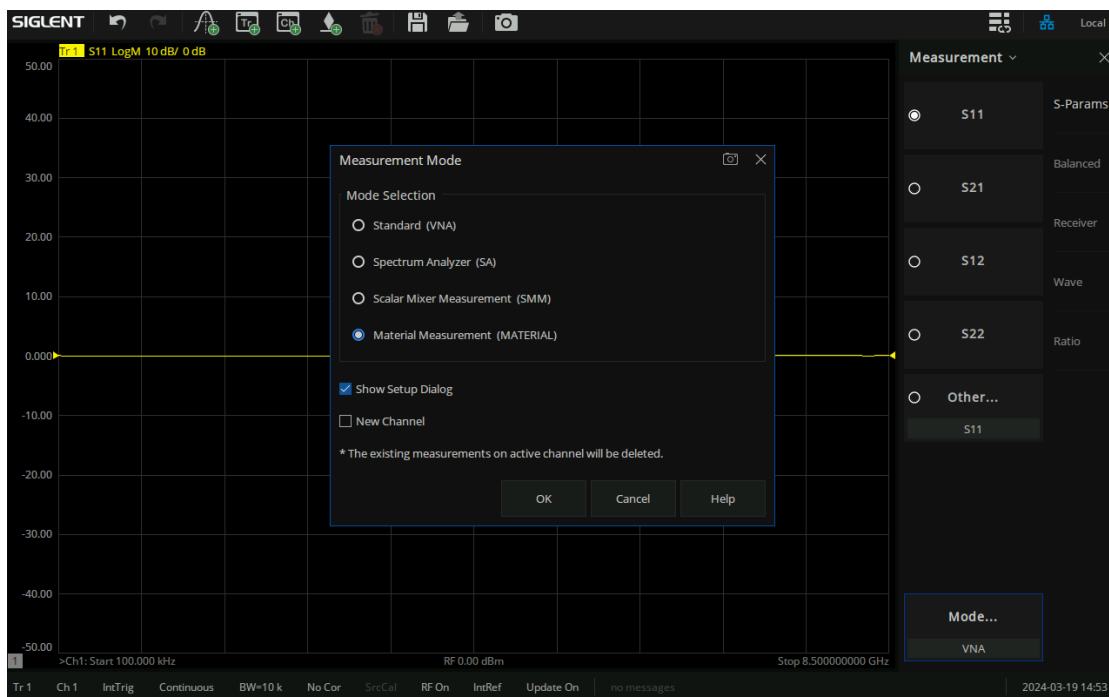 SIGLENT Tr Ch Local
Tr 1 S11 LogM 10 dB/ 0 dB
50.00
40.00
30.00
20.00
10.00
0.000
-10.00
-20.00
-30.00
-40.00
-50.00
1 >Ch1: Start 100.000 kHz RF 0.00 dBm Stop 8.500000000 GHz
Measurement Mode
Mode Selection
Standard (VNA)
Spectrum Analyzer (SA)
Scalar Mixer Measurement (SMM)
Material Measurement (MATERIAL)
Show Setup Dialog
New Channel
* The existing measurements on active channel will be deleted.
OK Cancel Help
Measurement
S11
S21
S12
S22
Other...
S11
Mode...
VNA
S-Params
Balanced
Receiver
Wave
Ratio
Tr 1 Ch 1 IntTrig Continuous BW=10 k No Cor SrcCal RF On IntRef Update On no messages 2024-03-19 14:53